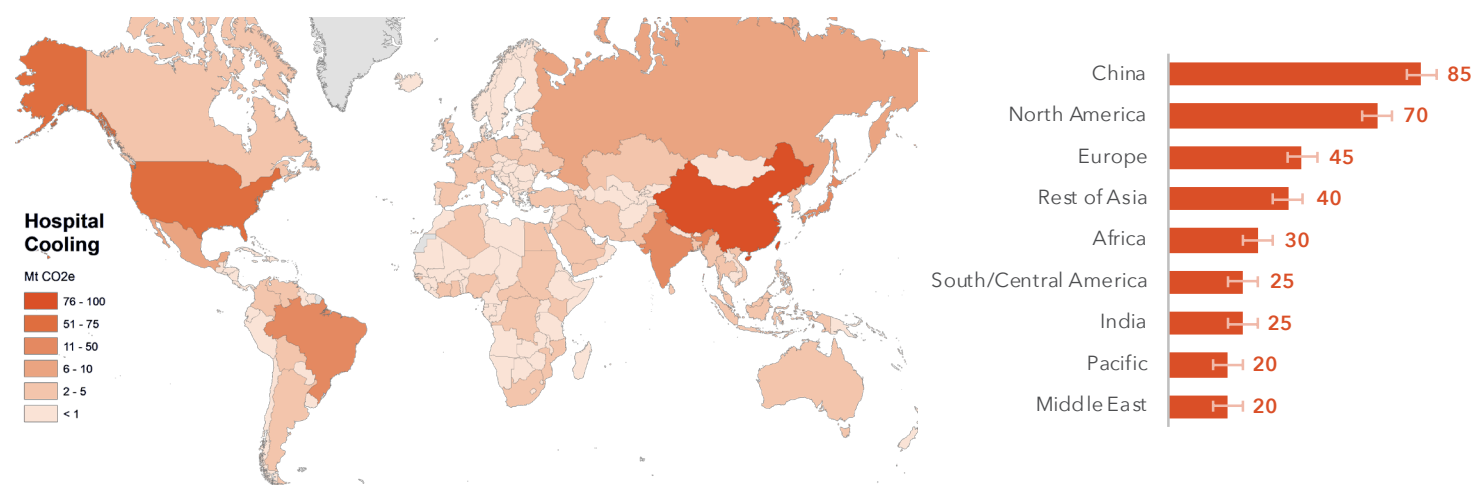 Hospital
Cooling
Mt CO2e
76 - 100
51 - 75
11 - 50
6 - 10
2 - 5
< 1
China 85
North America 70
Europe 45
Rest of Asia 40
Africa 30
South/Central America 25
India 25
Pacific 20
Middle East 20